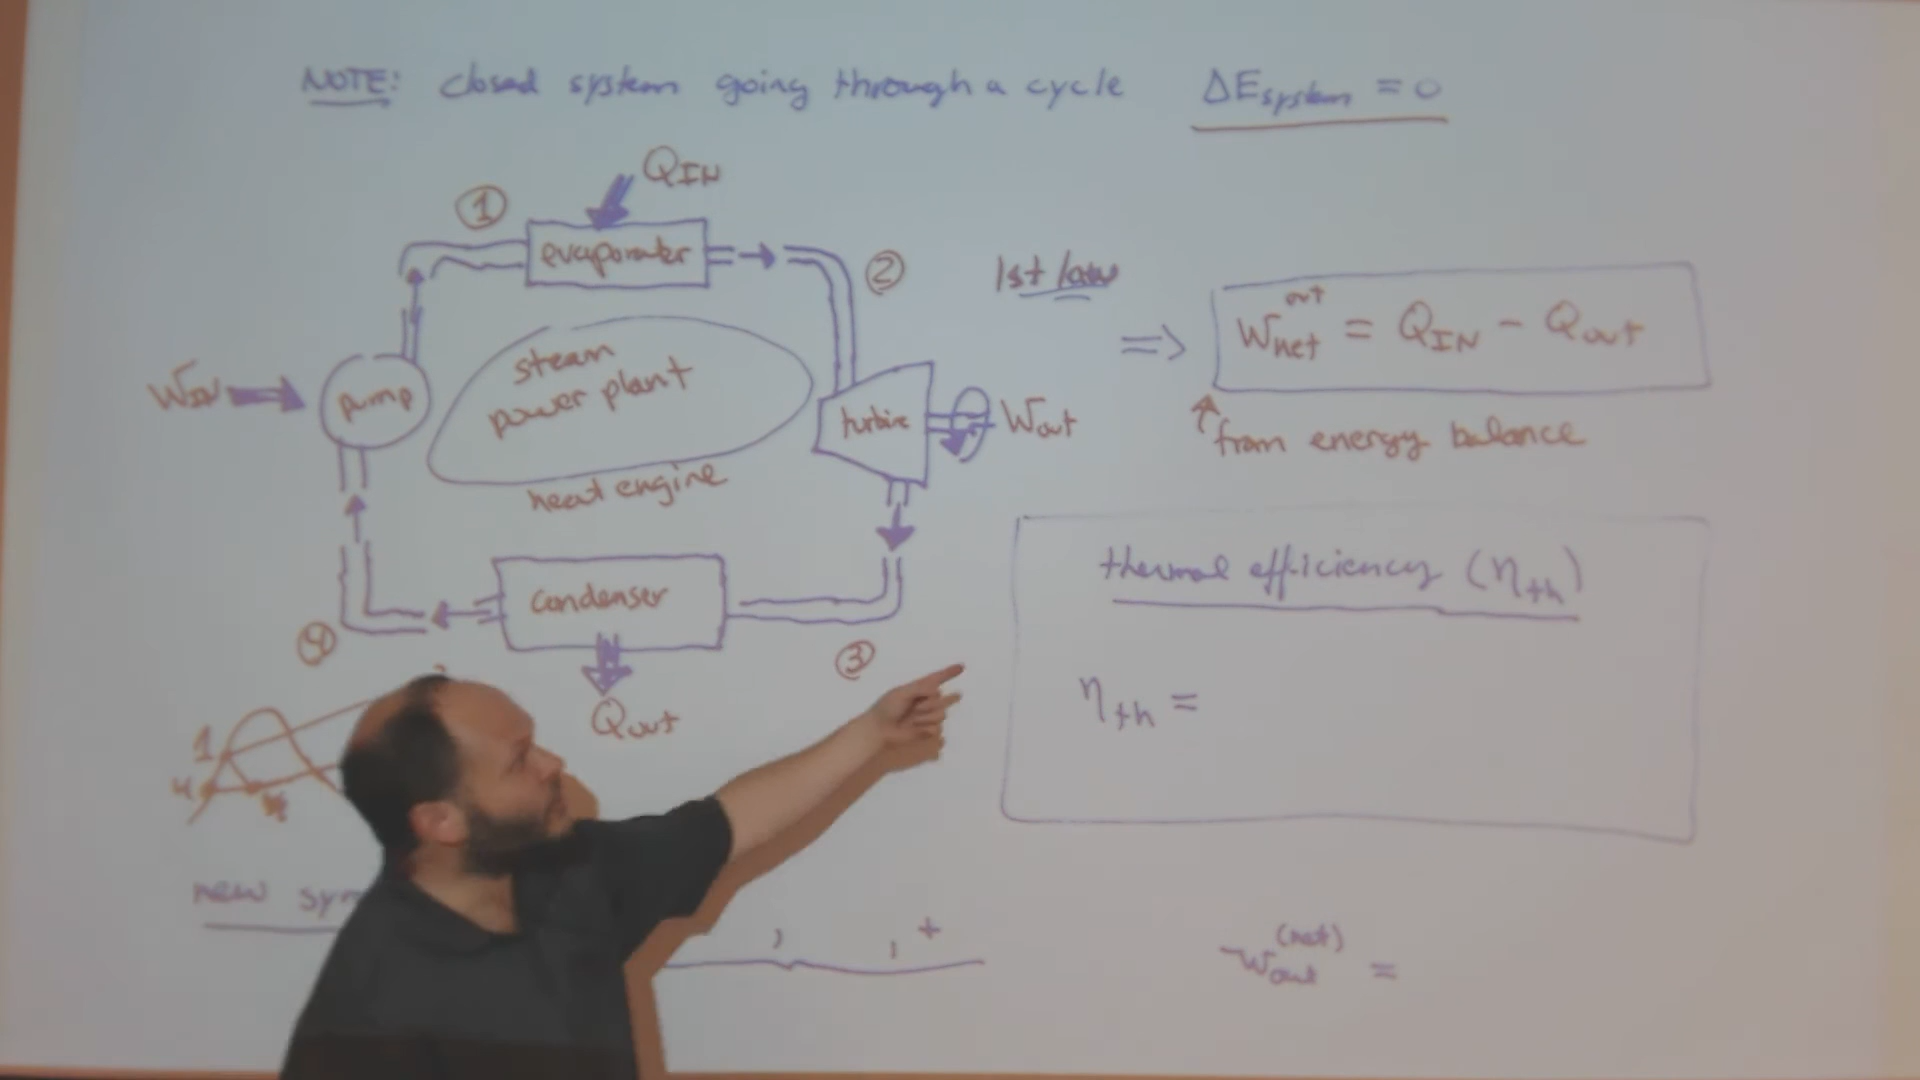 NOTE: closed system going through a cycle ΔEsystem = 0
QIN
1
evaporator
2
1st law
⇒ Wnet out = QIN - Qout
steam
power plant
WIN
pump
turbine
Wout
from energy balance
heat engine
thermal efficiency (ηth)
condenser
4
3
ηth =
Qout
1
4
new
Wout (net) =